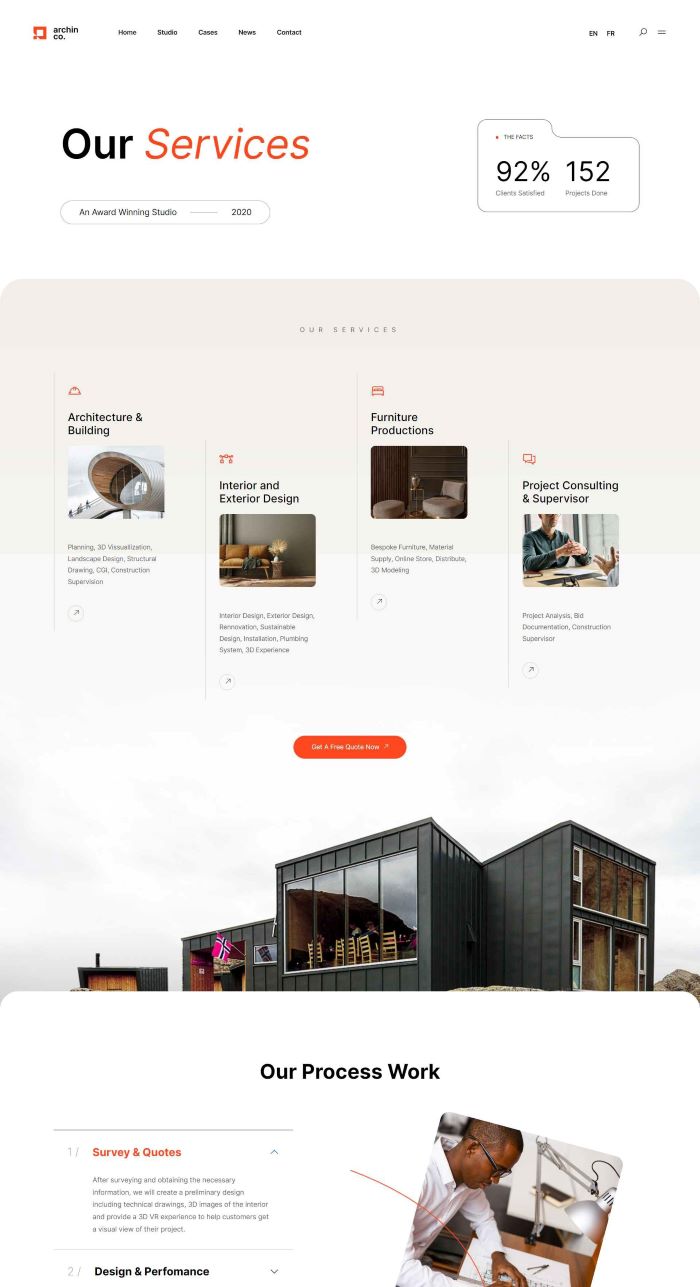 archin
co.
Home
Studio
Cases
News
Contact
EN
FR
Our Services
An Award Winning Studio
2020
THE FACTS
92%
152
Clients Satisfied
Projects Done
OUR SERVICES
Architecture &
Building
Planning, 3D Vissuallization,
Landscape Design, Structural
Drawing, CGI, Construction
Supervision
Interior and
Exterior Design
Interior Design, Exterior Design,
Rennovation, Sustainable
Design, Installation, Plumbing
System, 3D Experience
Furniture
Productions
Bespoke Furniture, Material
Supply, Online Store, Distribute,
3D Modeling
Project Consulting
& Supervisor
Project Analysis, Bid
Documentation, Construction
Supervisor
Get A Free Quote Now
Our Process Work
1 /
Survey & Quotes
After surveying and obtaining the necessary
information, we will create a preliminary design
including technical drawings, 3D images of the interior
and provide a 3D VR experience to help customers get
a visual view of their project.
2 /
Design & Perfomance